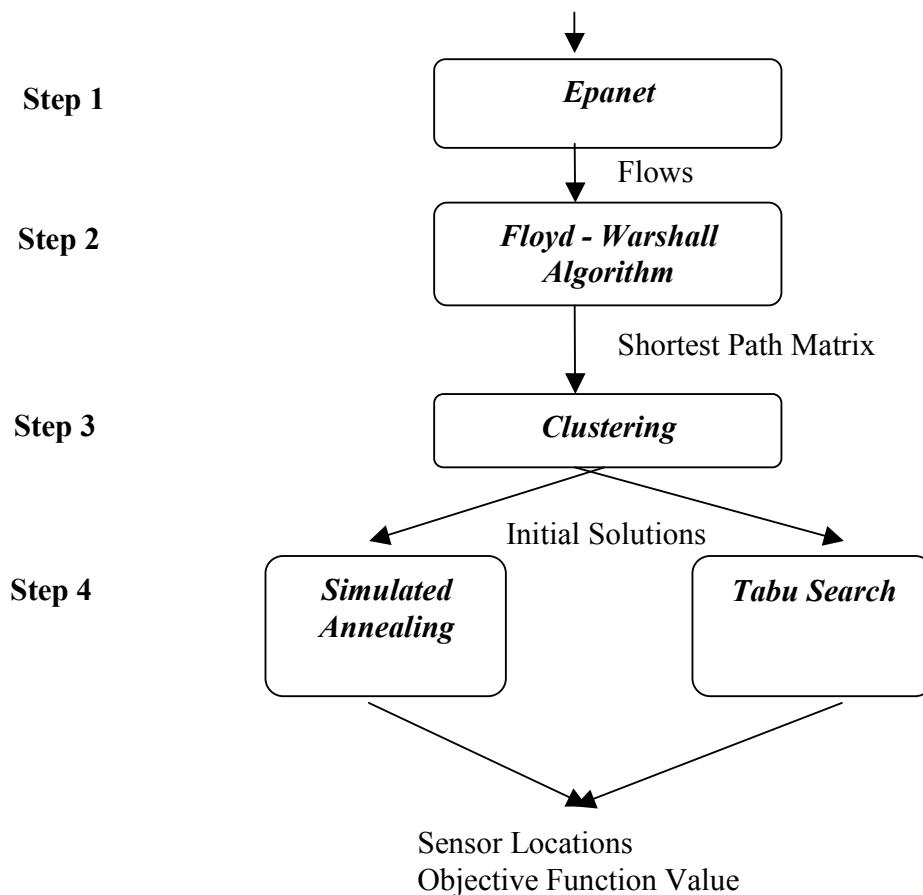 Step 1
Epanet
Flows
Step 2
Floyd - Warshall
Algorithm
Shortest Path Matrix
Step 3
Clustering
Initial Solutions
Step 4
Simulated
Annealing
Tabu Search
Sensor Locations
Objective Function Value